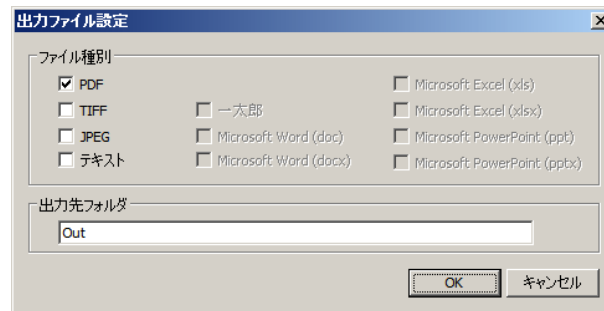 出力ファイル設定
ファイル種別
PDF
Microsoft Excel (xls)
TIFF
一太郎
Microsoft Excel (xlsx)
JPEG
Microsoft Word (doc)
Microsoft PowerPoint (ppt)
テキスト
Microsoft Word (docx)
Microsoft PowerPoint (pptx)
出力先フォルダ
Out
OK
キャンセル